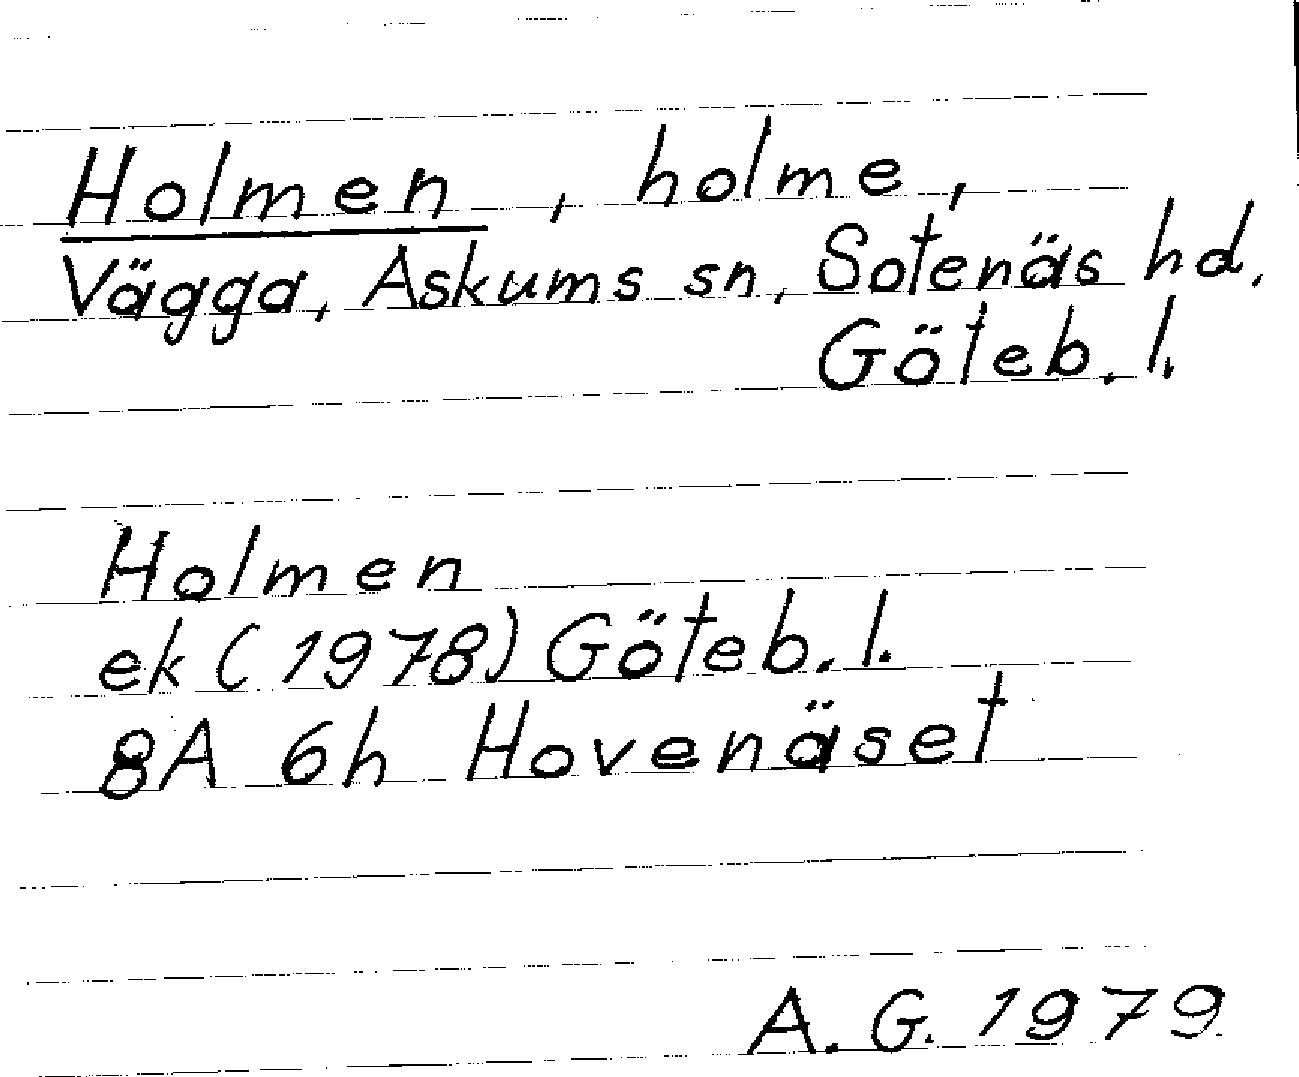 Holmen, holme,
Vägga, Askums sn, Sotenäs hd,
Göteb. l.
Holmen
ek (1978) Göteb. l.
8A 6h Hovenäset
A. G. 1979